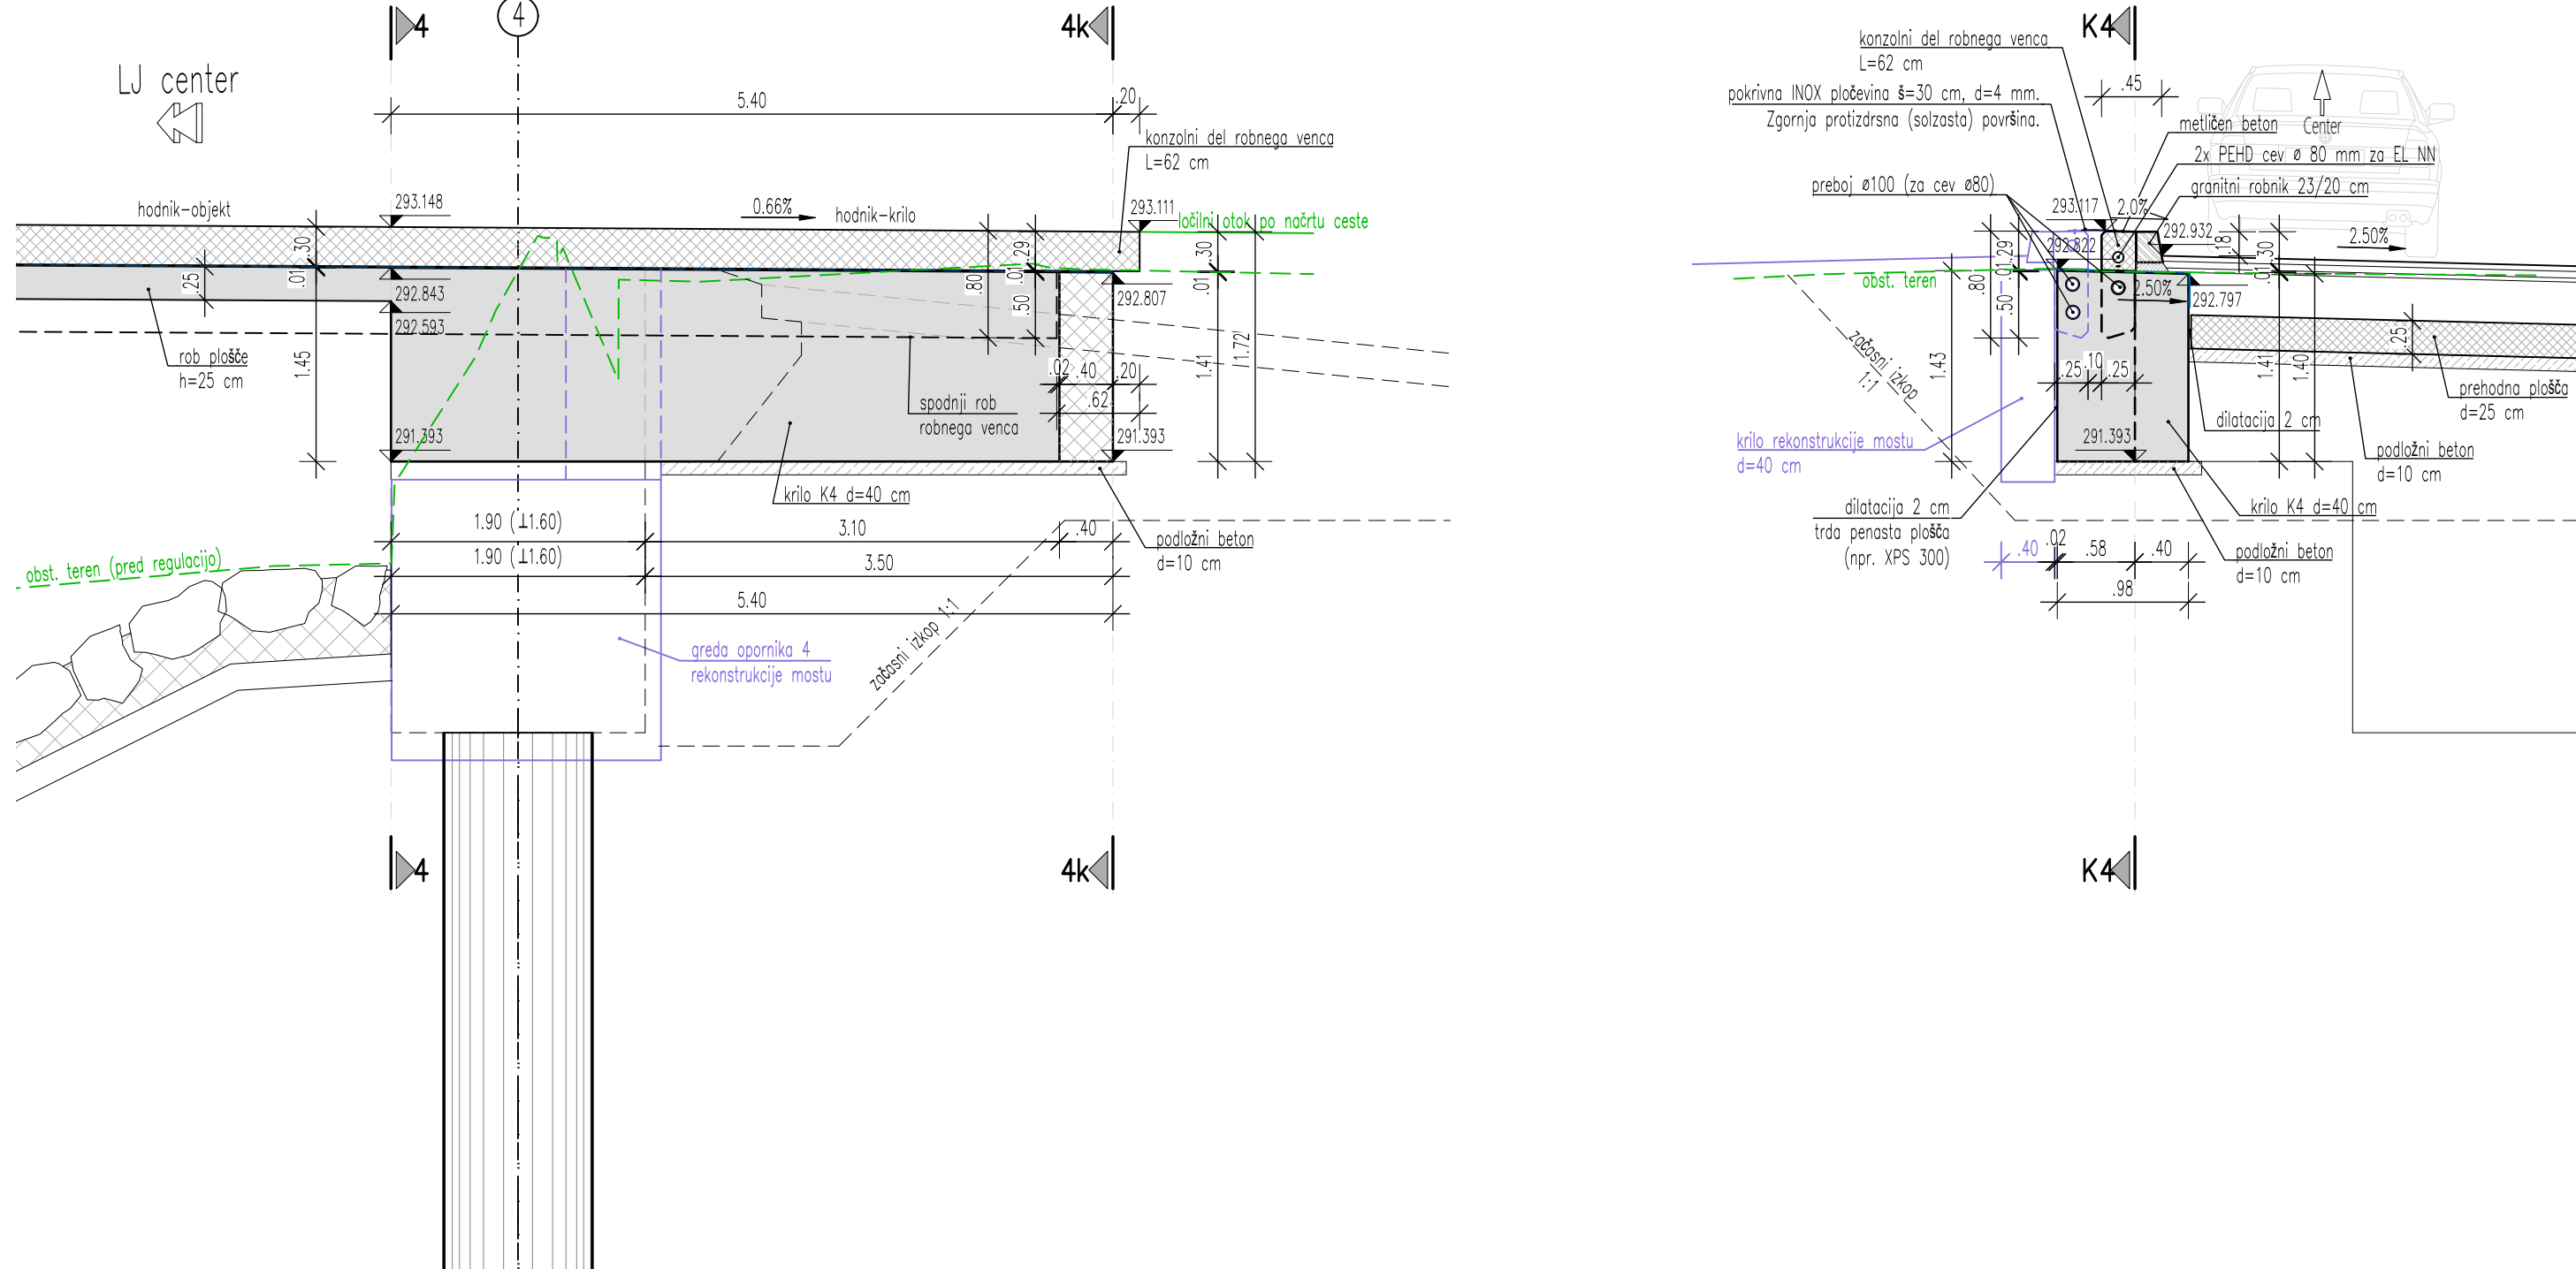 4
4
4k
LJ center
5.40
.20
konzolni del robnega venca
L=62 cm
hodnik-objekt
293.148
0.66%
hodnik-krilo
293.111
ločilni otok po načrtu ceste
.30
.01
.25
.29
.01
.80
.50
.30
.01
292.843
292.593
292.807
rob plošče
h=25 cm
1.45
1.41
1.72
.02
.40
.20
.62
spodnji rob
robnega venca
291.393
291.393
krilo K4 d=40 cm
1.90 (⊥1.60)
3.10
.40
1.90 (⊥1.60)
3.50
5.40
podložni beton
d=10 cm
obst. teren (pred regulacijo)
začasni izkop 1:1
greda opornika 4
rekonstrukcije mostu
4
4k
K4
konzolni del robnega venca
L=62 cm
.45
pokrivna INOX pločevina š=30 cm, d=4 mm.
Zgornja protizdrsna (solzasta) površina.
Center
metličen beton
2x PEHD cev ø 80 mm za EL NN
preboj ø100 (za cev ø80)
granitni robnik 23/20 cm
293.117
2.0%
292.932
292.822
.18
.30
.01
2.50%
.29
.01
.80
.50
obst. teren
2.50%
292.797
začasni izkop
1:1
1.43
.25
.10
.25
1.41
1.40
.25
prehodna plošča
d=25 cm
dilatacija 2 cm
krilo rekonstrukcije mostu
d=40 cm
291.393
podložni beton
d=10 cm
dilatacija 2 cm
trda penasta plošča
(npr. XPS 300)
krilo K4 d=40 cm
.40
.02
.58
.40
podložni beton
d=10 cm
.98
K4